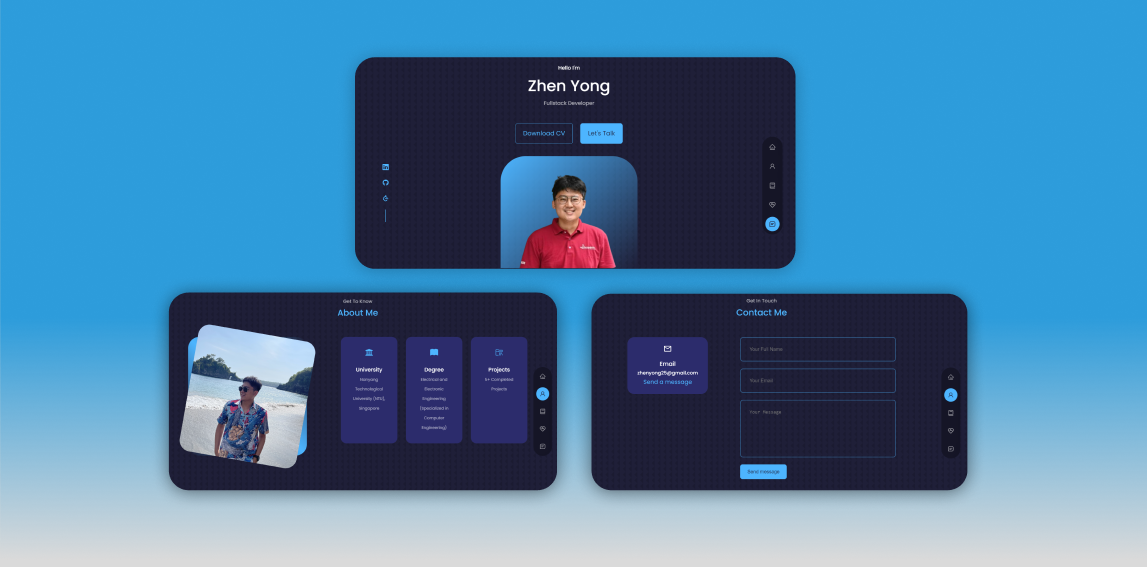 Hello I'm
Zhen Yong
Fullstack Developer
Download CV
Let's Talk
Get To Know
About Me
University
Nanyang
Technological
University (NTU),
Singapore
Degree
Electrical and
Electronic
Engineering
(Specialised in
Computer
Engineering)
Projects
5+ Completed
Projects
Get In Touch
Contact Me
Email
zhenyong25@gmail.com
Send a message
Your Full Name
Your Email
Your Message
Send message